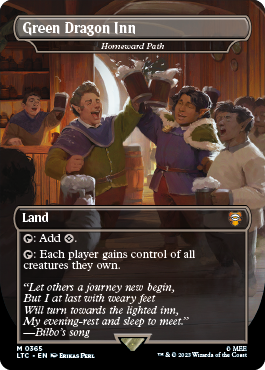 Green Dragon Inn
Homeward Path
Land
: Add .
: Each player gains control of all
creatures they own.
“Let others a journey new begin,
But I at last with weary feet
Will turn towards the lighted inn,
My evening-rest and sleep to meet.”
—Bilbo's song
M 0365
LTC • EN Erikas Perl
© MEE
™ & © 2023 Wizards of the Coast